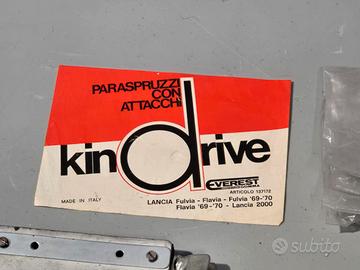 PARASPRUZZI
CON
ATTACCHI
kindrive
EVEREST
ARTICOLO 137172
MADE IN ITALY
LANCIA Fulvia - Flavia - Fulvia '69-'70
Flavia '69-'70 - Lancia 2000
subito